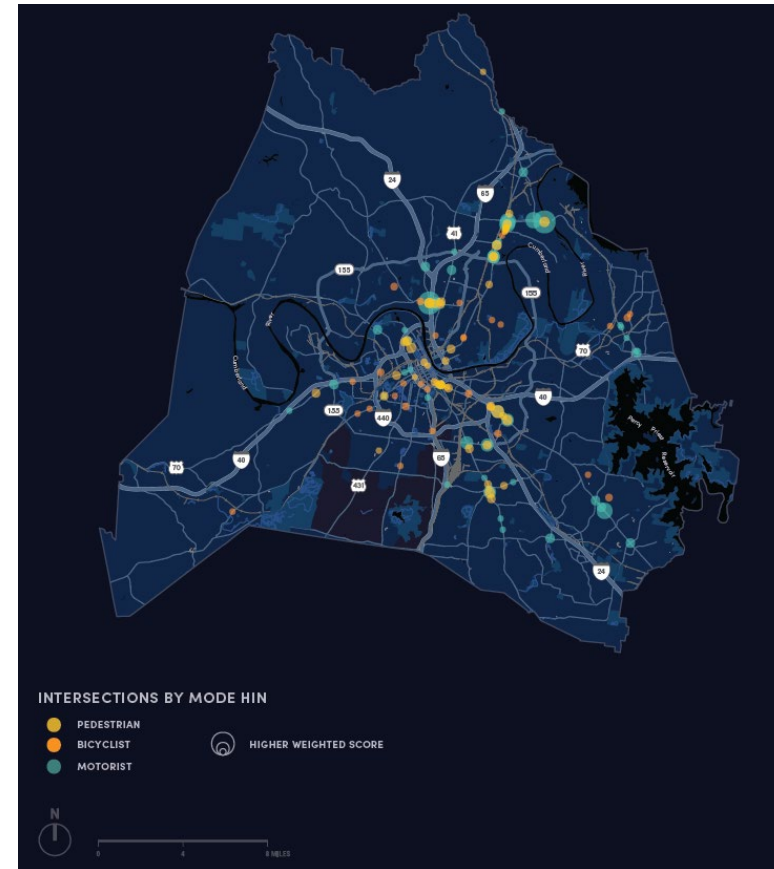 24
65
41
Cumberland
River
155
155
River
Cumberland
70
40
155
440
Percy Priest
Reservoir
70
40
65
431
24
INTERSECTIONS BY MODE HIN
PEDESTRIAN
BICYCLIST
HIGHER WEIGHTED SCORE
MOTORIST
N
0
4
8 MILES